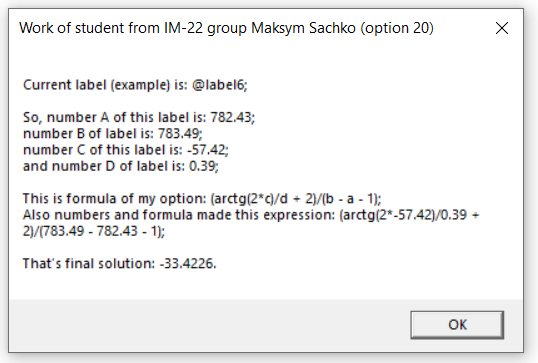 Work of student from IM-22 group Maksym Sachko (option 20)
Current label (example) is: @label6;
So, number A of this label is: 782.43;
number B of label is: 783.49;
number C of this label is: -57.42;
and number D of label is: 0.39;
This is formula of my option: (arctg(2*c)/d + 2)/(b - a - 1);
Also numbers and formula made this expression: (arctg(2*-57.42)/0.39 +
2)/(783.49 - 782.43 - 1);
That's final solution: -33.4226.
OK